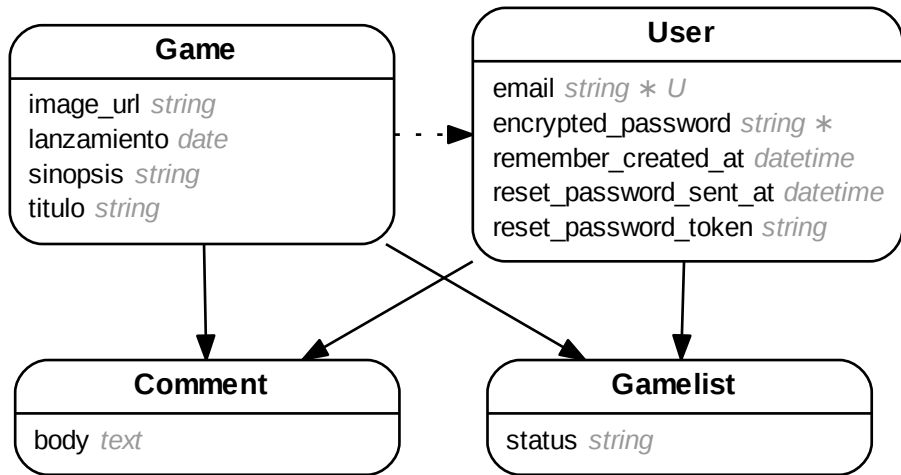 Game
image_url string
lanzamiento date
sinopsis string
titulo string
User
email string ∗ U
encrypted_password string ∗
remember_created_at datetime
reset_password_sent_at datetime
reset_password_token string
Comment
body text
Gamelist
status string